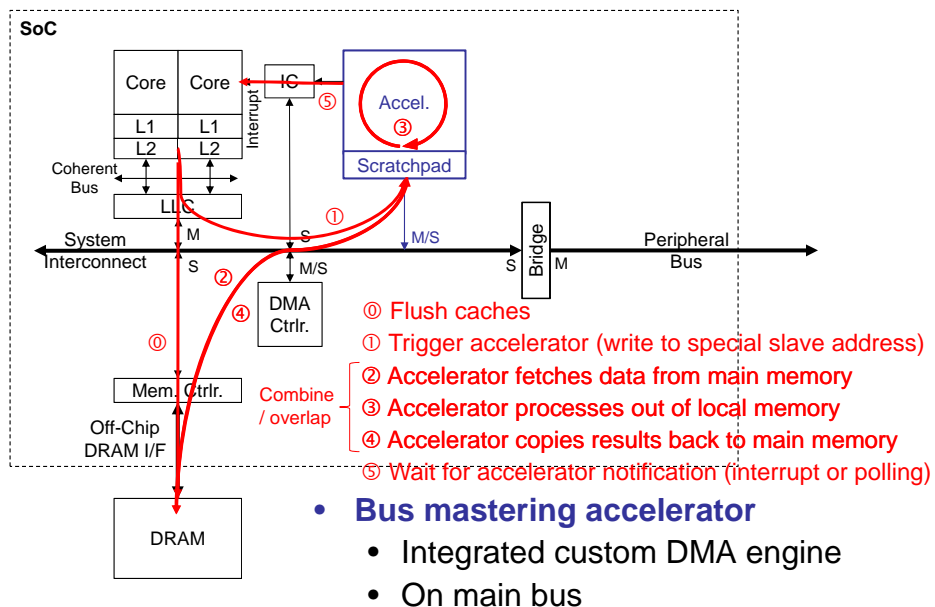 SoC
Core
Core
IC
Interrupt
⑤
Accel.
③
L1
L1
L2
L2
Scratchpad
Coherent
Bus
LLC
①
M
S
M/S
System
Interconnect
S
M/S
S
Bridge
M
Peripheral
Bus
②
④
DMA
Ctrlr.
⓪
⓪ Flush caches
① Trigger accelerator (write to special slave address)
Mem. Ctrlr.
Combine
/ overlap
② Accelerator fetches data from main memory
③ Accelerator processes out of local memory
④ Accelerator copies results back to main memory
⑤ Wait for accelerator notification (interrupt or polling)
Off-Chip
DRAM I/F
DRAM
• Bus mastering accelerator
• Integrated custom DMA engine
• On main bus